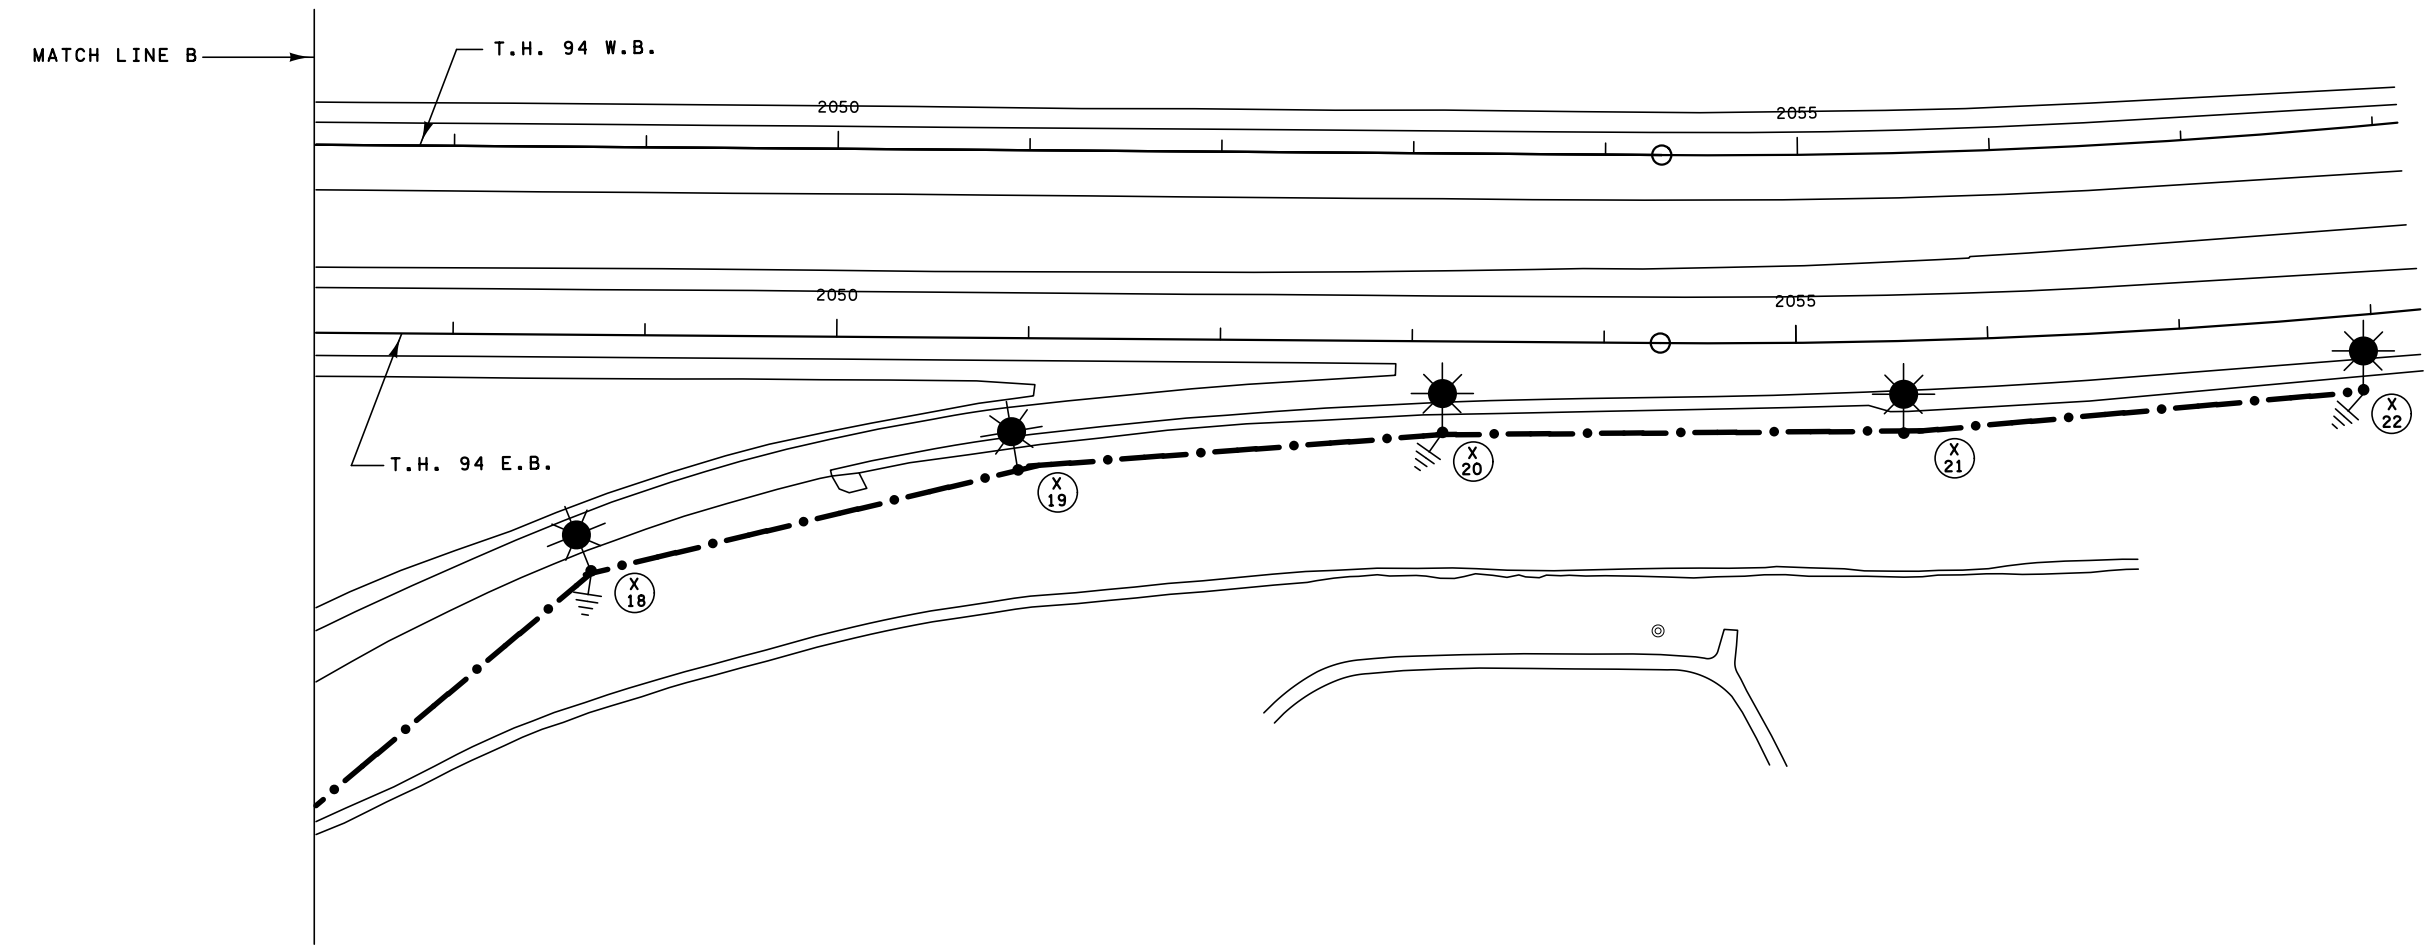 T.H. 94 W.B.
MATCH LINE B
2050
2055
2050
2055
T.H. 94 E.B.
X
18
X
19
X
20
X
21
X
22